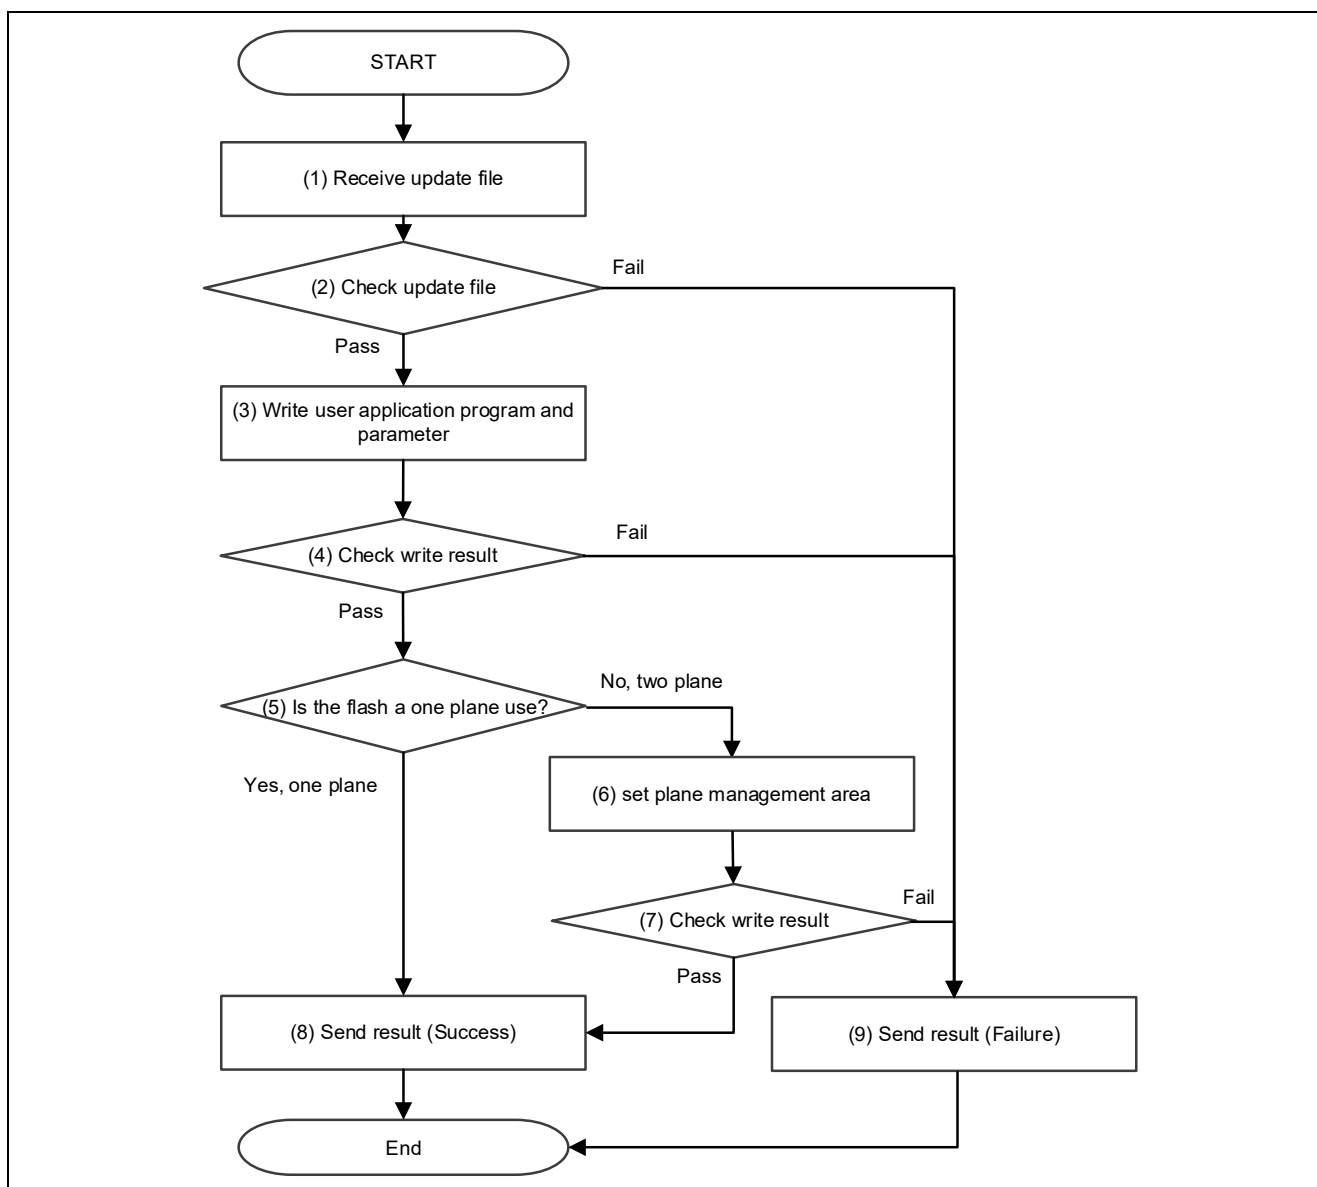 START
(1) Receive update file
(2) Check update file
Fail
Pass
(3) Write user application program and
parameter
(4) Check write result
Fail
Pass
(5) Is the flash a one plane use?
No, two plane
Yes, one plane
(6) set plane management area
(7) Check write result
Fail
Pass
(8) Send result (Success)
(9) Send result (Failure)
End